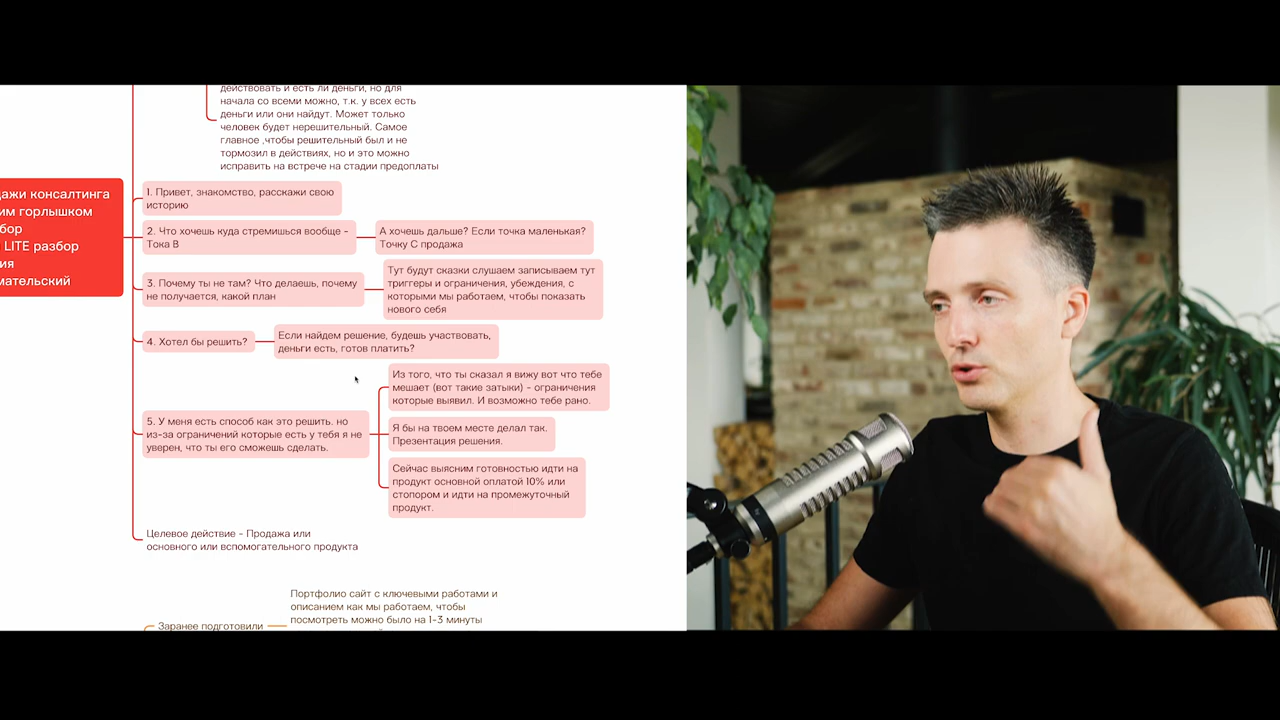 действовать и есть ли деньги, но для
начала со всеми можно, т.к. у всех есть
деньги или они найдут. Может только
человек будет нерешительный. Самое
главное ,чтобы решительный был и не
тормозил в действиях, но и это можно
исправить на встрече на стадии предоплаты
ажи консалтинга
им горлышком
бор
LITE разбор
ия
мательский
1. Привет, знакомство, расскажи свою
историю
2. Что хочешь куда стремишься вообще -
Тока B
А хочешь дальше? Если точка маленькая?
Точку С продажа
3. Почему ты не там? Что делаешь, почему
не получается, какой план
Тут будут сказки слушаем записываем тут
триггеры и ограничения, убеждения, с
которыми мы работаем, чтобы показать
нового себя
4. Хотел бы решить?
Если найдем решение, будешь участвовать,
деньги есть, готов платить?
5. У меня есть способ как это решить. но
из-за ограничений которые есть у тебя я не
уверен, что ты его сможешь сделать.
Из того, что ты сказал я вижу вот что тебе
мешает (вот такие затыки) - ограничения
которые выявил. И возможно тебе рано.
Я бы на твоем месте делал так.
Презентация решения.
Сейчас выясним готовностью идти на
продукт основной оплатой 10% или
стопором и идти на промежуточный
продукт.
Целевое действие - Продажа или
основного или вспомогательного продукта
Портфолио сайт с ключевыми работами и
описанием как мы работаем, чтобы
посмотреть можно было на 1-3 минуты
Заранее подготовили